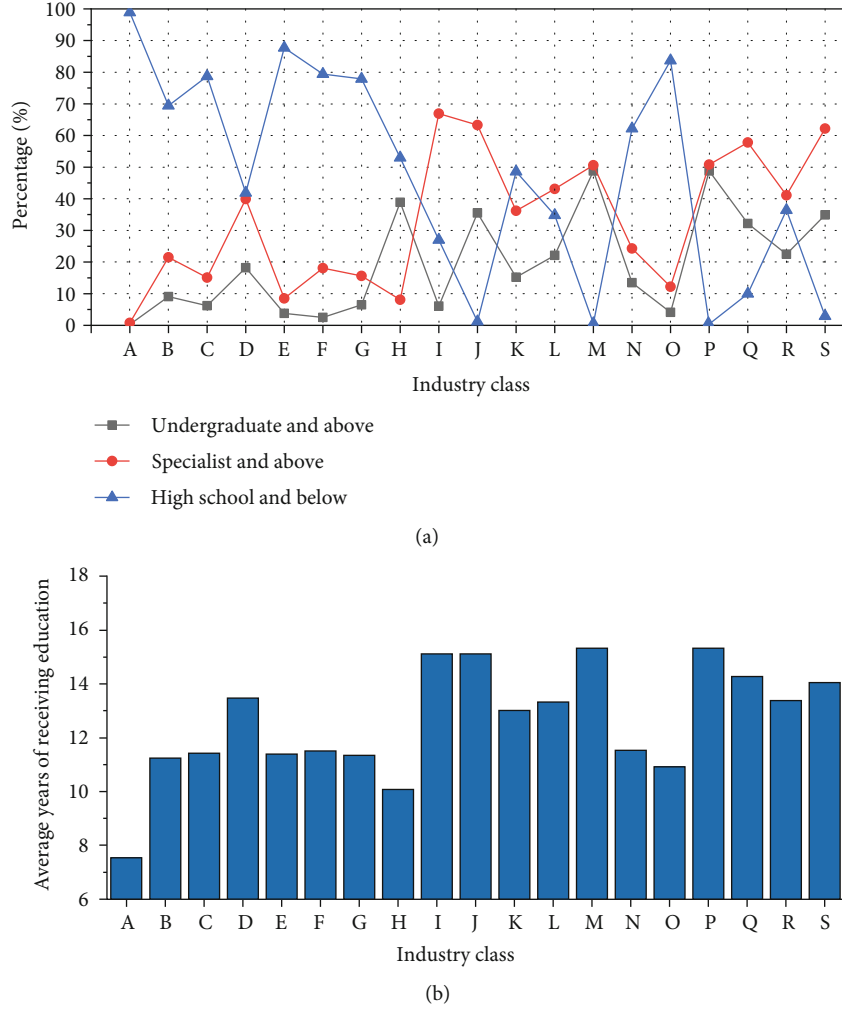 100
90
80
70
60
50
40
30
20
10
0
Percentage (%)
A B C D E F G H I J K L M N O P Q R S
Industry class
Undergraduate and above
Specialist and above
High school and below
(a)
18
16
14
12
10
8
6
Average years of receiving education
A B C D E F G H I J K L M N O P Q R S
Industry class
(b)